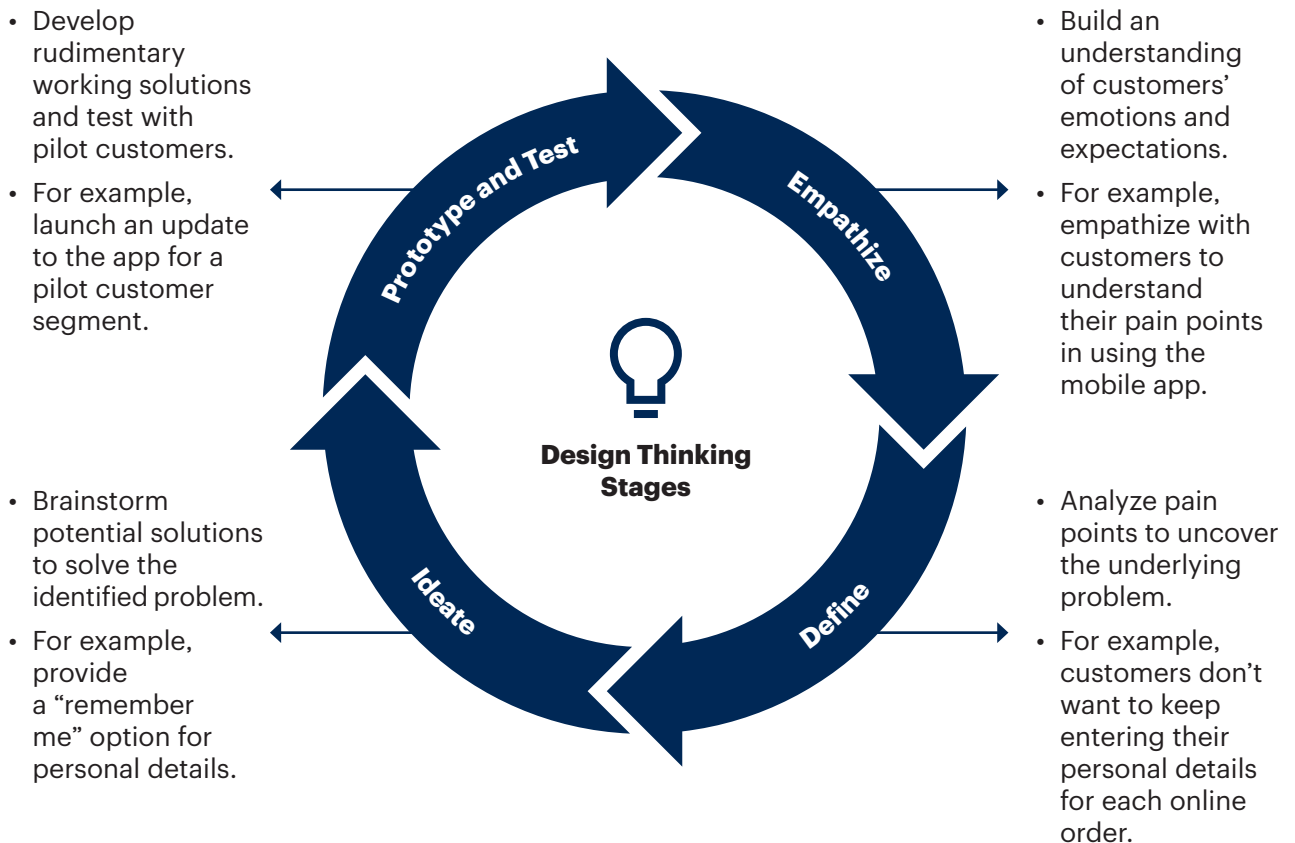 • Develop
rudimentary
working solutions
and test with
pilot customers.
• For example,
launch an update
to the app for a
pilot customer
segment.
Prototype and Test
Empathize
• Build an
understanding
of customers’
emotions and
expectations.
• For example,
empathize with
customers to
understand
their pain points
in using the
mobile app.
Design Thinking
Stages
• Brainstorm
potential solutions
to solve the
identified problem.
• For example,
provide
a “remember
me” option for
personal details.
Ideate
Define
• Analyze pain
points to uncover
the underlying
problem.
• For example,
customers don’t
want to keep
entering their
personal details
for each online
order.